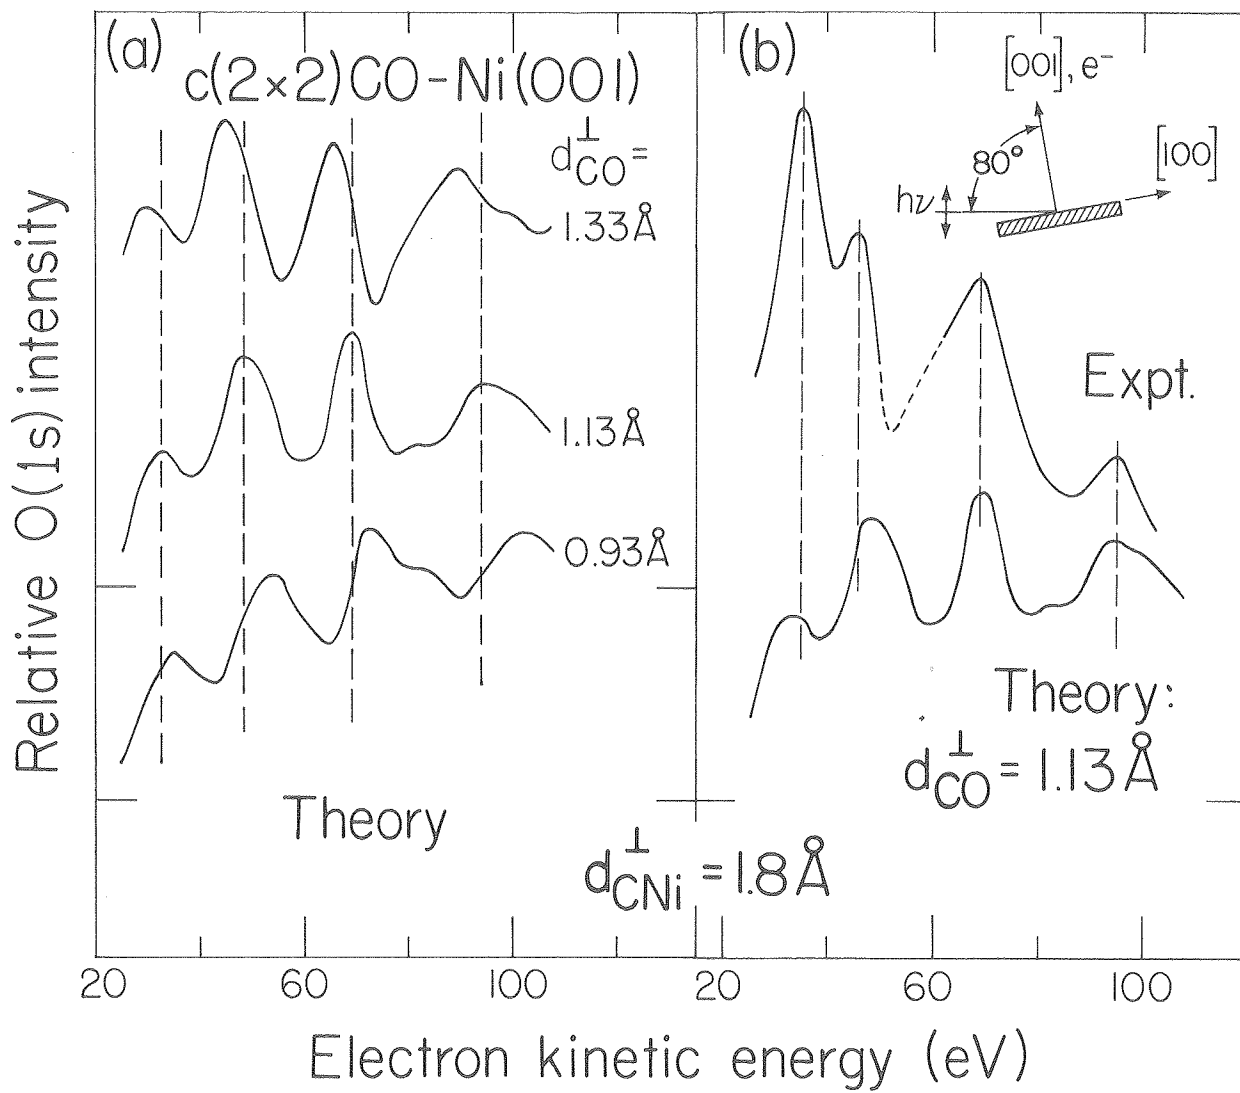 (a)
c(2×2)CO–Ni(001)
d⊥CO =
1.33Å
1.13Å
0.93Å
Theory
Relative O(1s) intensity
(b)
[001], e⁻
80°
[100]
hν
Expt.
Theory:
d⊥CO = 1.13Å
d⊥CNi = 1.8Å
20 60 100
20 60 100
Electron kinetic energy (eV)